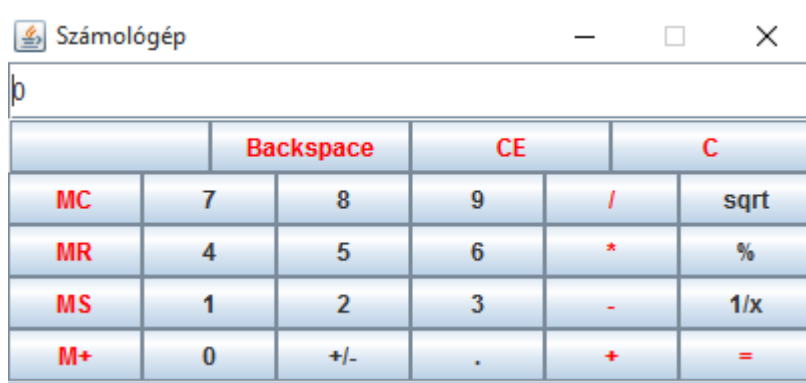 Számológép
0
Backspace CE C
MC 7 8 9 / sqrt
MR 4 5 6 * %
MS 1 2 3 - 1/x
M+ 0 +/- . + =